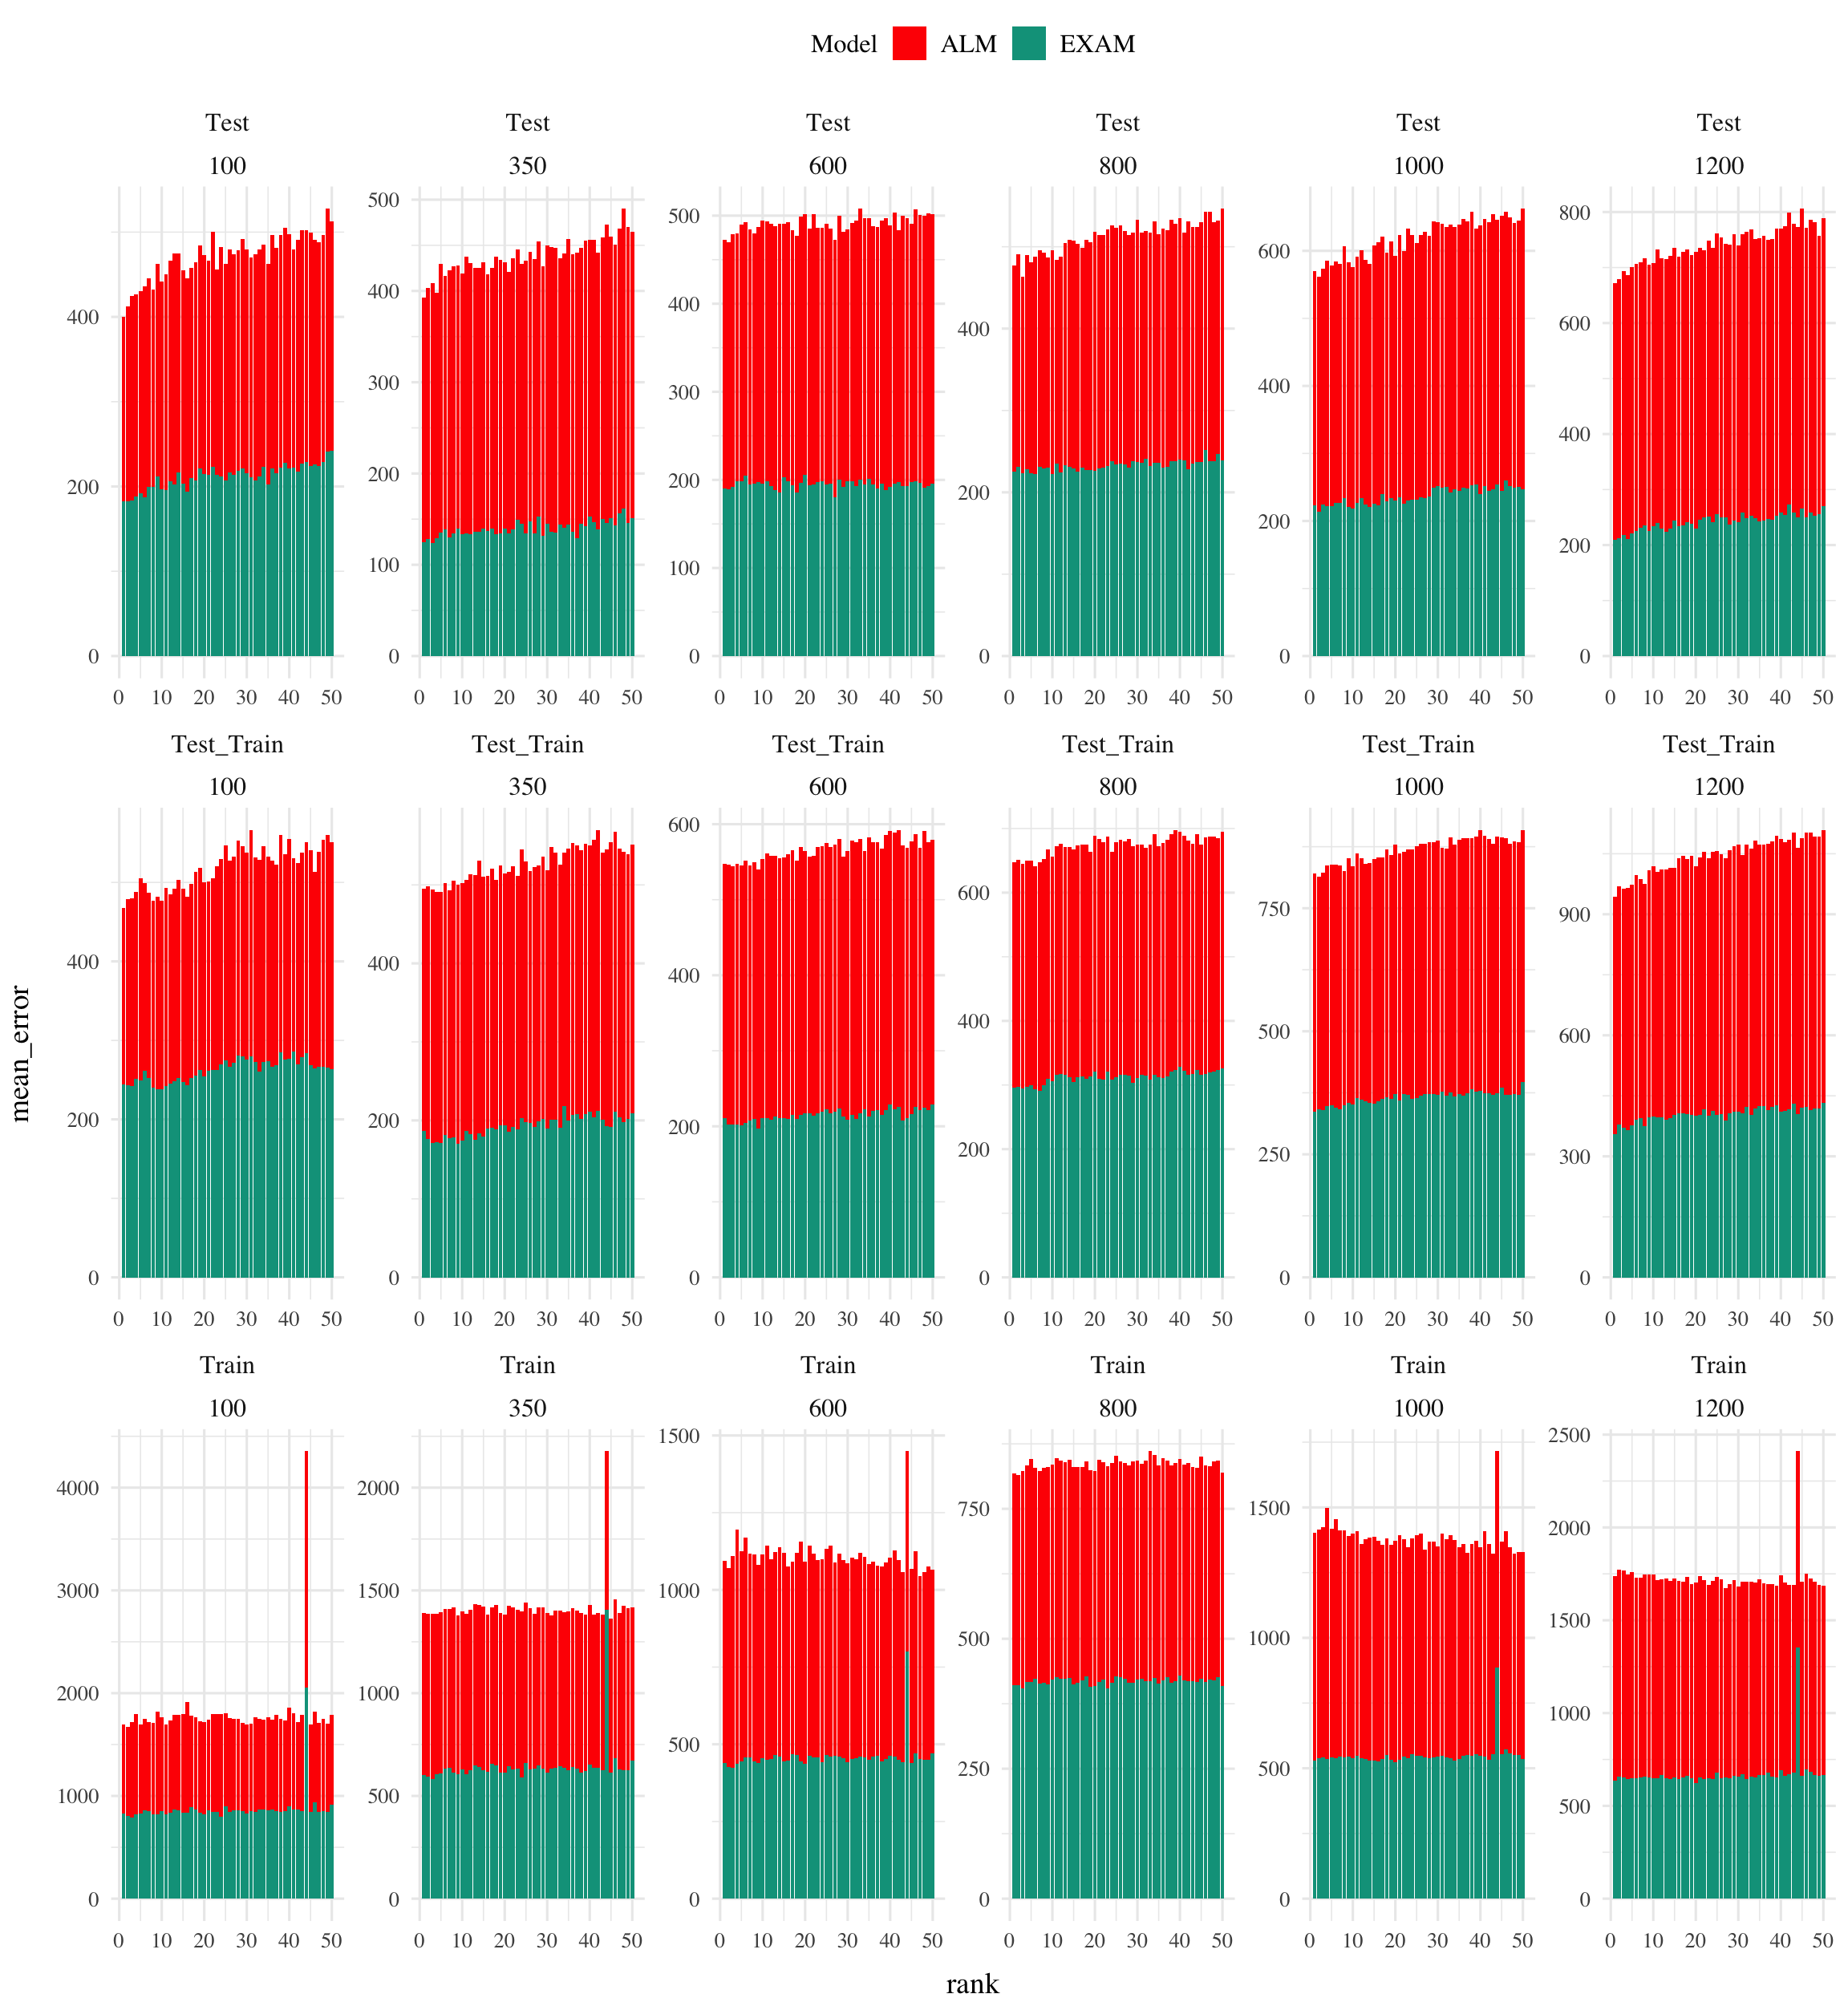 Model ALM EXAM
Test Test Test Test Test Test
100 350 600 800 1000 1200
500 500 800
400 400 400 600 600
300 300 400
200 200 200 200 400 400
100 100 200 200
0 0 0 0 0 0
0 10 20 30 40 50 0 10 20 30 40 50 0 10 20 30 40 50 0 10 20 30 40 50 0 10 20 30 40 50 0 10 20 30 40 50
Test_Train Test_Train Test_Train Test_Train Test_Train Test_Train
100 350 600 800 1000 1200
600 600 750 900
400 400 400 400 500 600
200 200 200 200 250 300
0 0 0 0 0 0
0 10 20 30 40 50 0 10 20 30 40 50 0 10 20 30 40 50 0 10 20 30 40 50 0 10 20 30 40 50 0 10 20 30 40 50
mean_error
Train Train Train Train Train Train
100 350 600 800 1000 1200
4000 2000 1500 750 1500 2500
3000 1500 1000 500 1000 2000
2000 1000 500 250 500 1500
1000 500 1000
500
0 0 0 0 0 0
0 10 20 30 40 50 0 10 20 30 40 50 0 10 20 30 40 50 0 10 20 30 40 50 0 10 20 30 40 50 0 10 20 30 40 50
rank